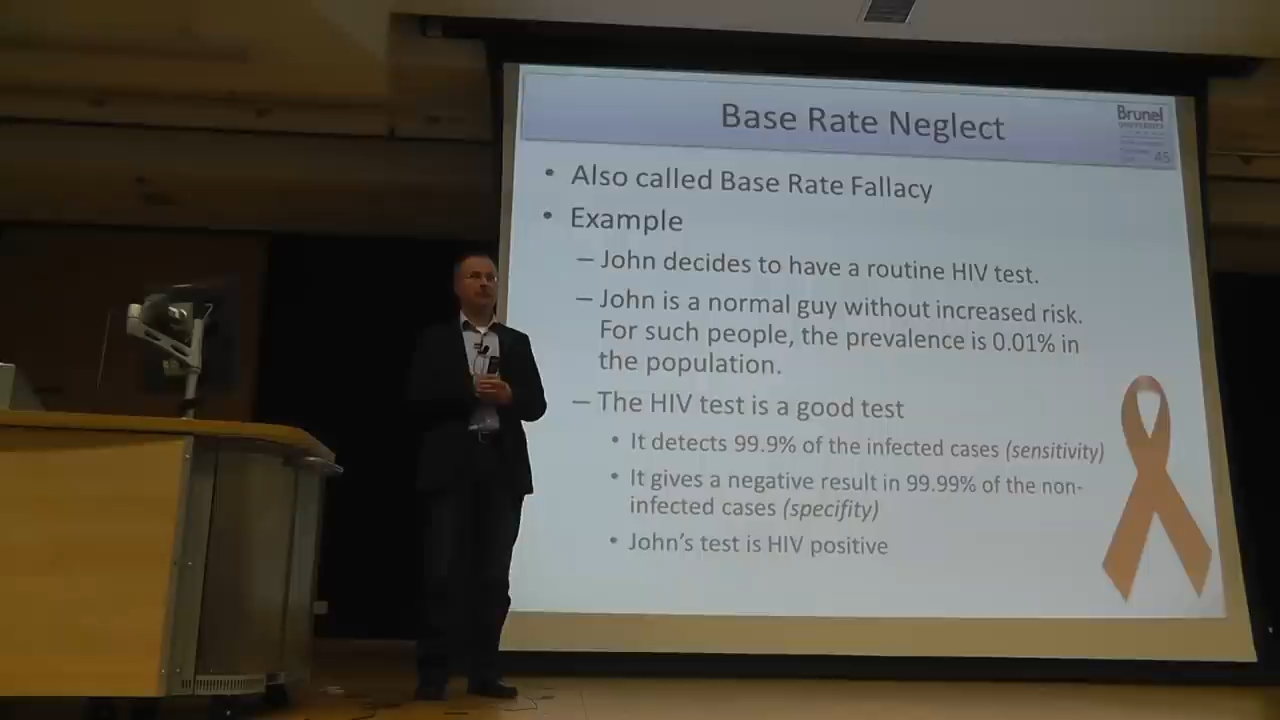 Base Rate Neglect
Brunel
UNIVERSITY
45
• Also called Base Rate Fallacy
• Example
– John decides to have a routine HIV test.
– John is a normal guy without increased risk.
For such people, the prevalence is 0.01% in
the population.
– The HIV test is a good test
• It detects 99.9% of the infected cases (sensitivity)
• It gives a negative result in 99.99% of the non-
infected cases (specifity)
• John's test is HIV positive